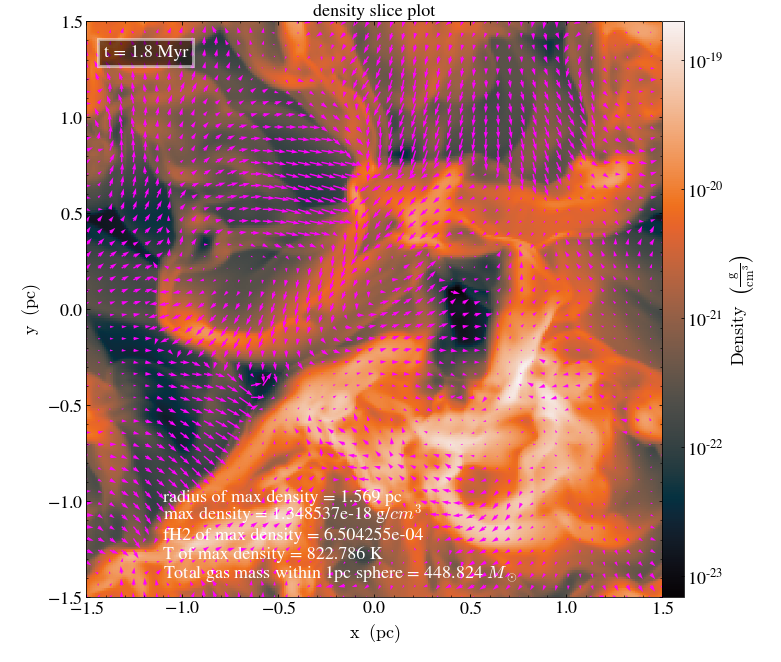 density slice plot
t = 1.8 Myr
1.5
1.0
0.5
0.0
−0.5
−1.0
−1.5
y (pc)
radius of max density = 1.569 pc
max density = 4.348537e-18 g/cm³
fH2 of max density = 6.504255e-04
T of max density = 822.786 K
Total gas mass within 1pc sphere = 448.824 M⊙
−1.5 −1.0 −0.5 0.0 0.5 1.0 1.5
x (pc)
10⁻¹⁹
10⁻²⁰
10⁻²¹
10⁻²²
10⁻²³
Density (g/cm³)